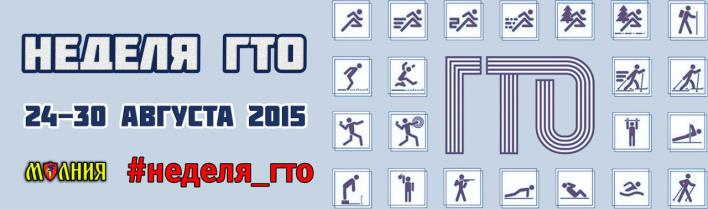 НЕДЕЛЯ ГТО
24-30 АВГУСТА 2015
МОЛНИЯ #неделя_гто
ГТО